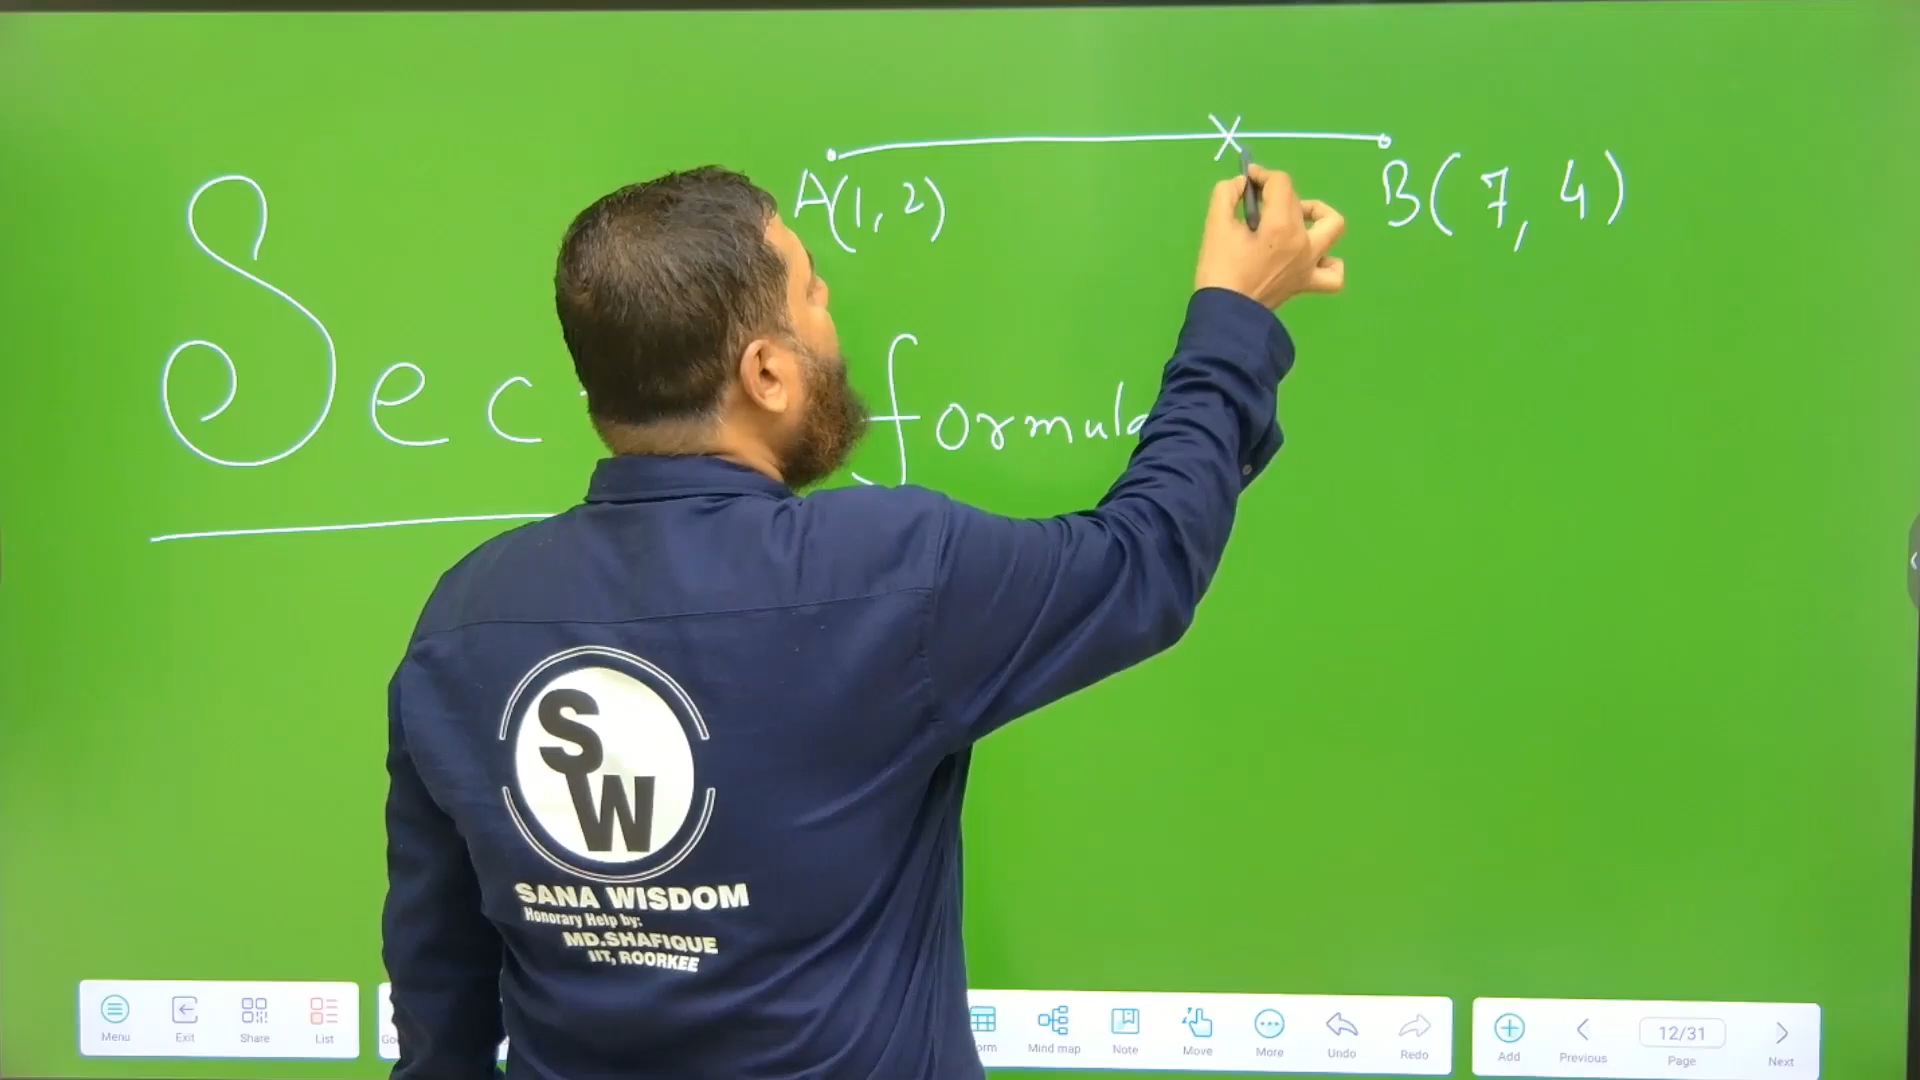 A(1, 2)
B(7, 4)
Sec
formula
SW
SANA WISDOM
Honorary Help by:
MD.SHAFIQUE
IIT, ROORKEE
Menu
Exit
Share
List
Mind map
Note
Move
More
Undo
Redo
Add
Previous
12/31
Page
Next